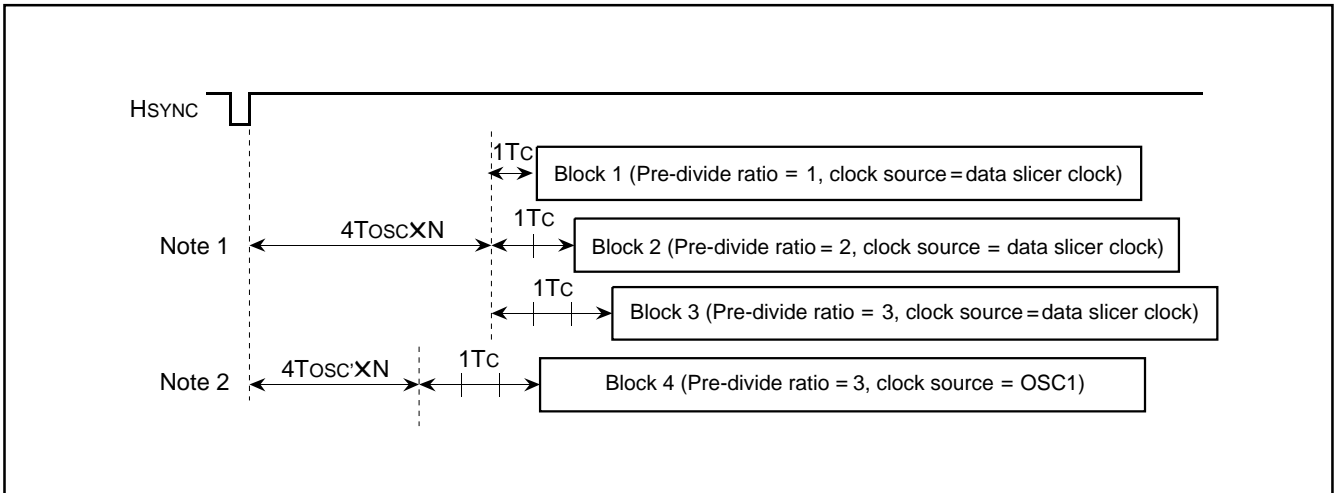 HSYNC
1TC
Block 1 (Pre-divide ratio = 1, clock source = data slicer clock)
Note 1
4TOSC×N
1TC
Block 2 (Pre-divide ratio = 2, clock source = data slicer clock)
1TC
Block 3 (Pre-divide ratio = 3, clock source = data slicer clock)
Note 2
4TOSC'×N
1TC
Block 4 (Pre-divide ratio = 3, clock source = OSC1)